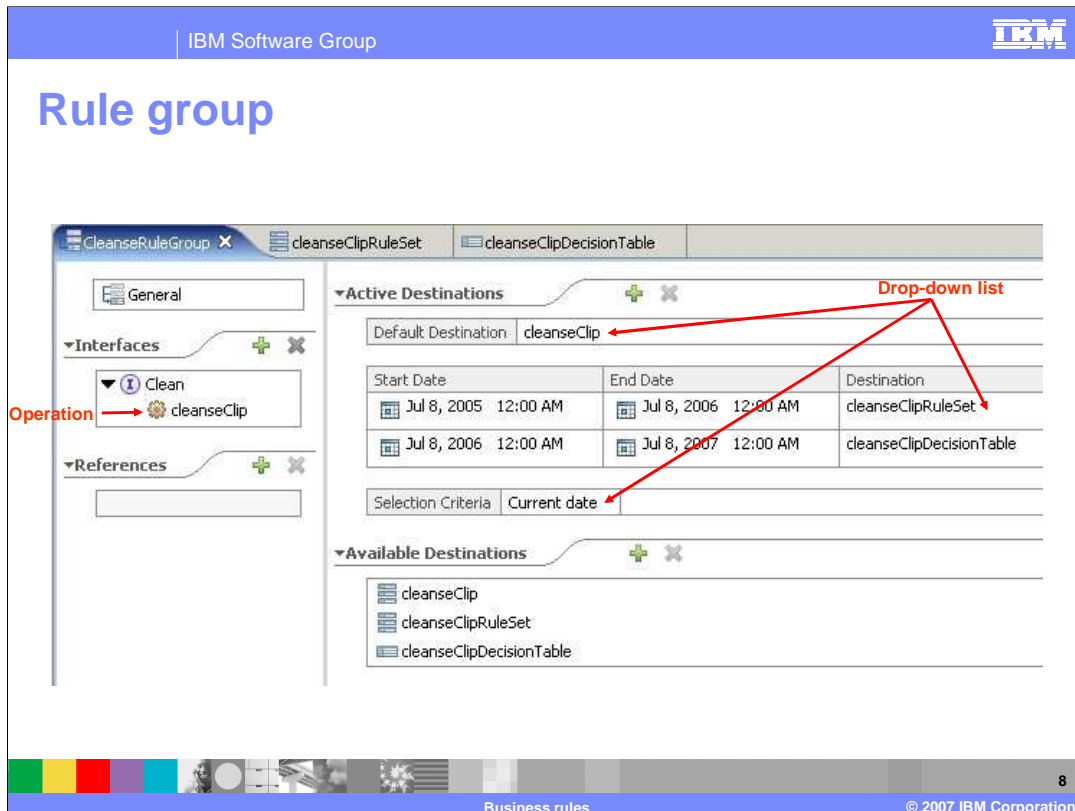 IBM Software Group
IBM
Rule group
CleanseRuleGroup
cleanseClipRuleSet
cleanseClipDecisionTable
General
Interfaces
Clean
Operation
cleanseClip
References
Active Destinations
Drop-down list
Default Destination cleanseClip
Start Date End Date Destination
Jul 8, 2005 12:00 AM Jul 8, 2006 12:00 AM cleanseClipRuleSet
Jul 8, 2006 12:00 AM Jul 8, 2007 12:00 AM cleanseClipDecisionTable
Selection Criteria Current date
Available Destinations
cleanseClip
cleanseClipRuleSet
cleanseClipDecisionTable
8
Business rules
© 2007 IBM Corporation